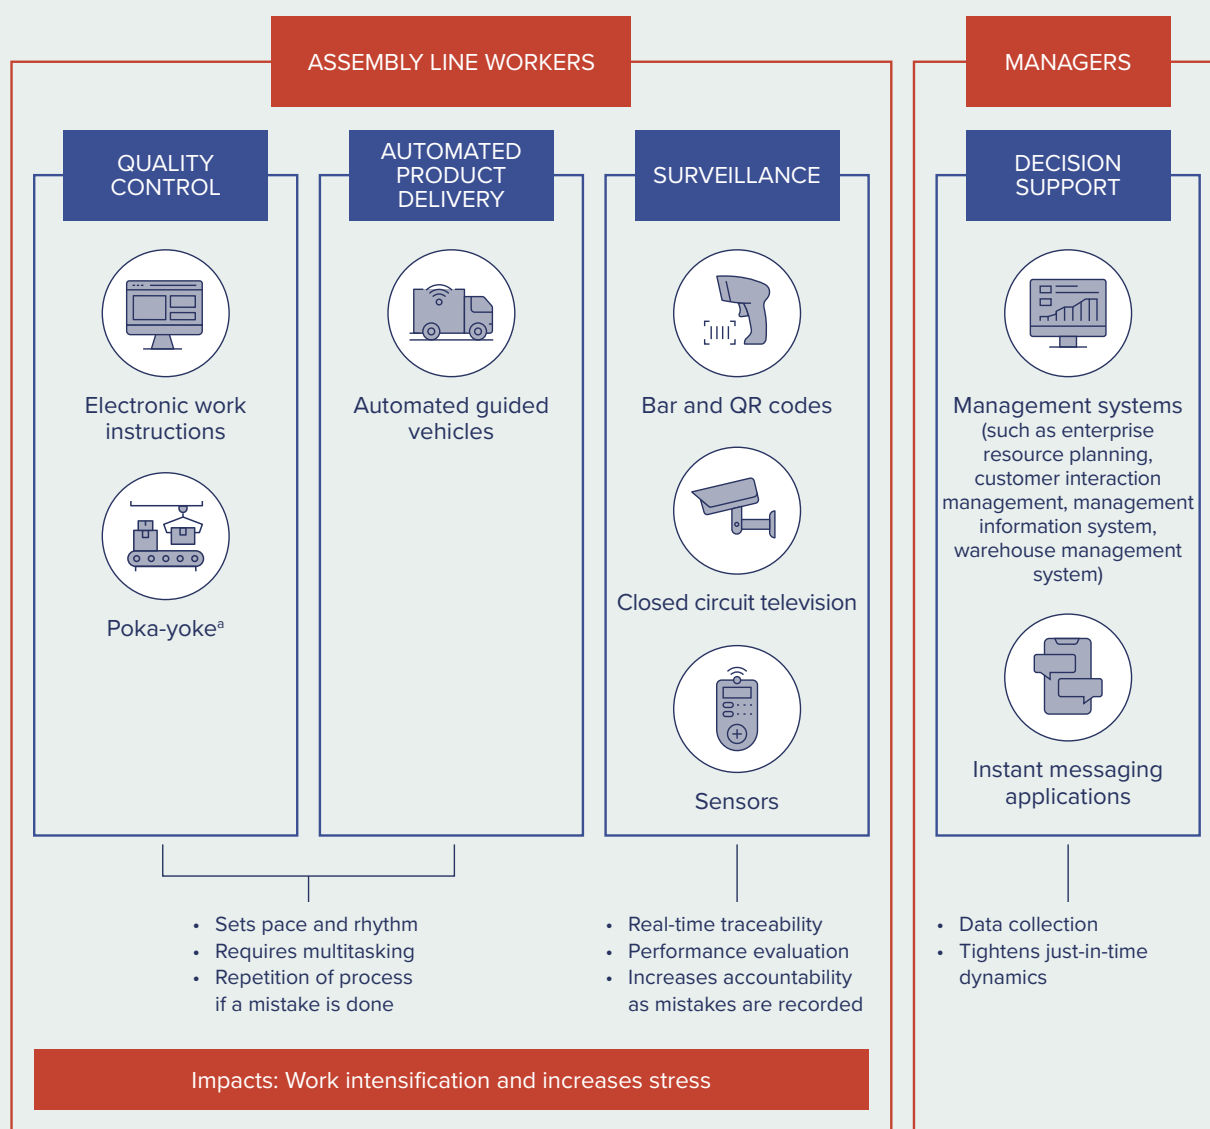 ASSEMBLY LINE WORKERS
QUALITY
CONTROL
Electronic work
instructions
Poka-yokeᵃ
AUTOMATED
PRODUCT
DELIVERY
Automated guided
vehicles
• Sets pace and rhythm
• Requires multitasking
• Repetition of process
if a mistake is done
SURVEILLANCE
Bar and QR codes
Closed circuit television
Sensors
• Real-time traceability
• Performance evaluation
• Increases accountability
as mistakes are recorded
Impacts: Work intensification and increases stress
MANAGERS
DECISION
SUPPORT
Management systems
(such as enterprise
resource planning,
customer interaction
management, management
information system,
warehouse management
system)
Instant messaging
applications
• Data collection
• Tightens just-in-time
dynamics